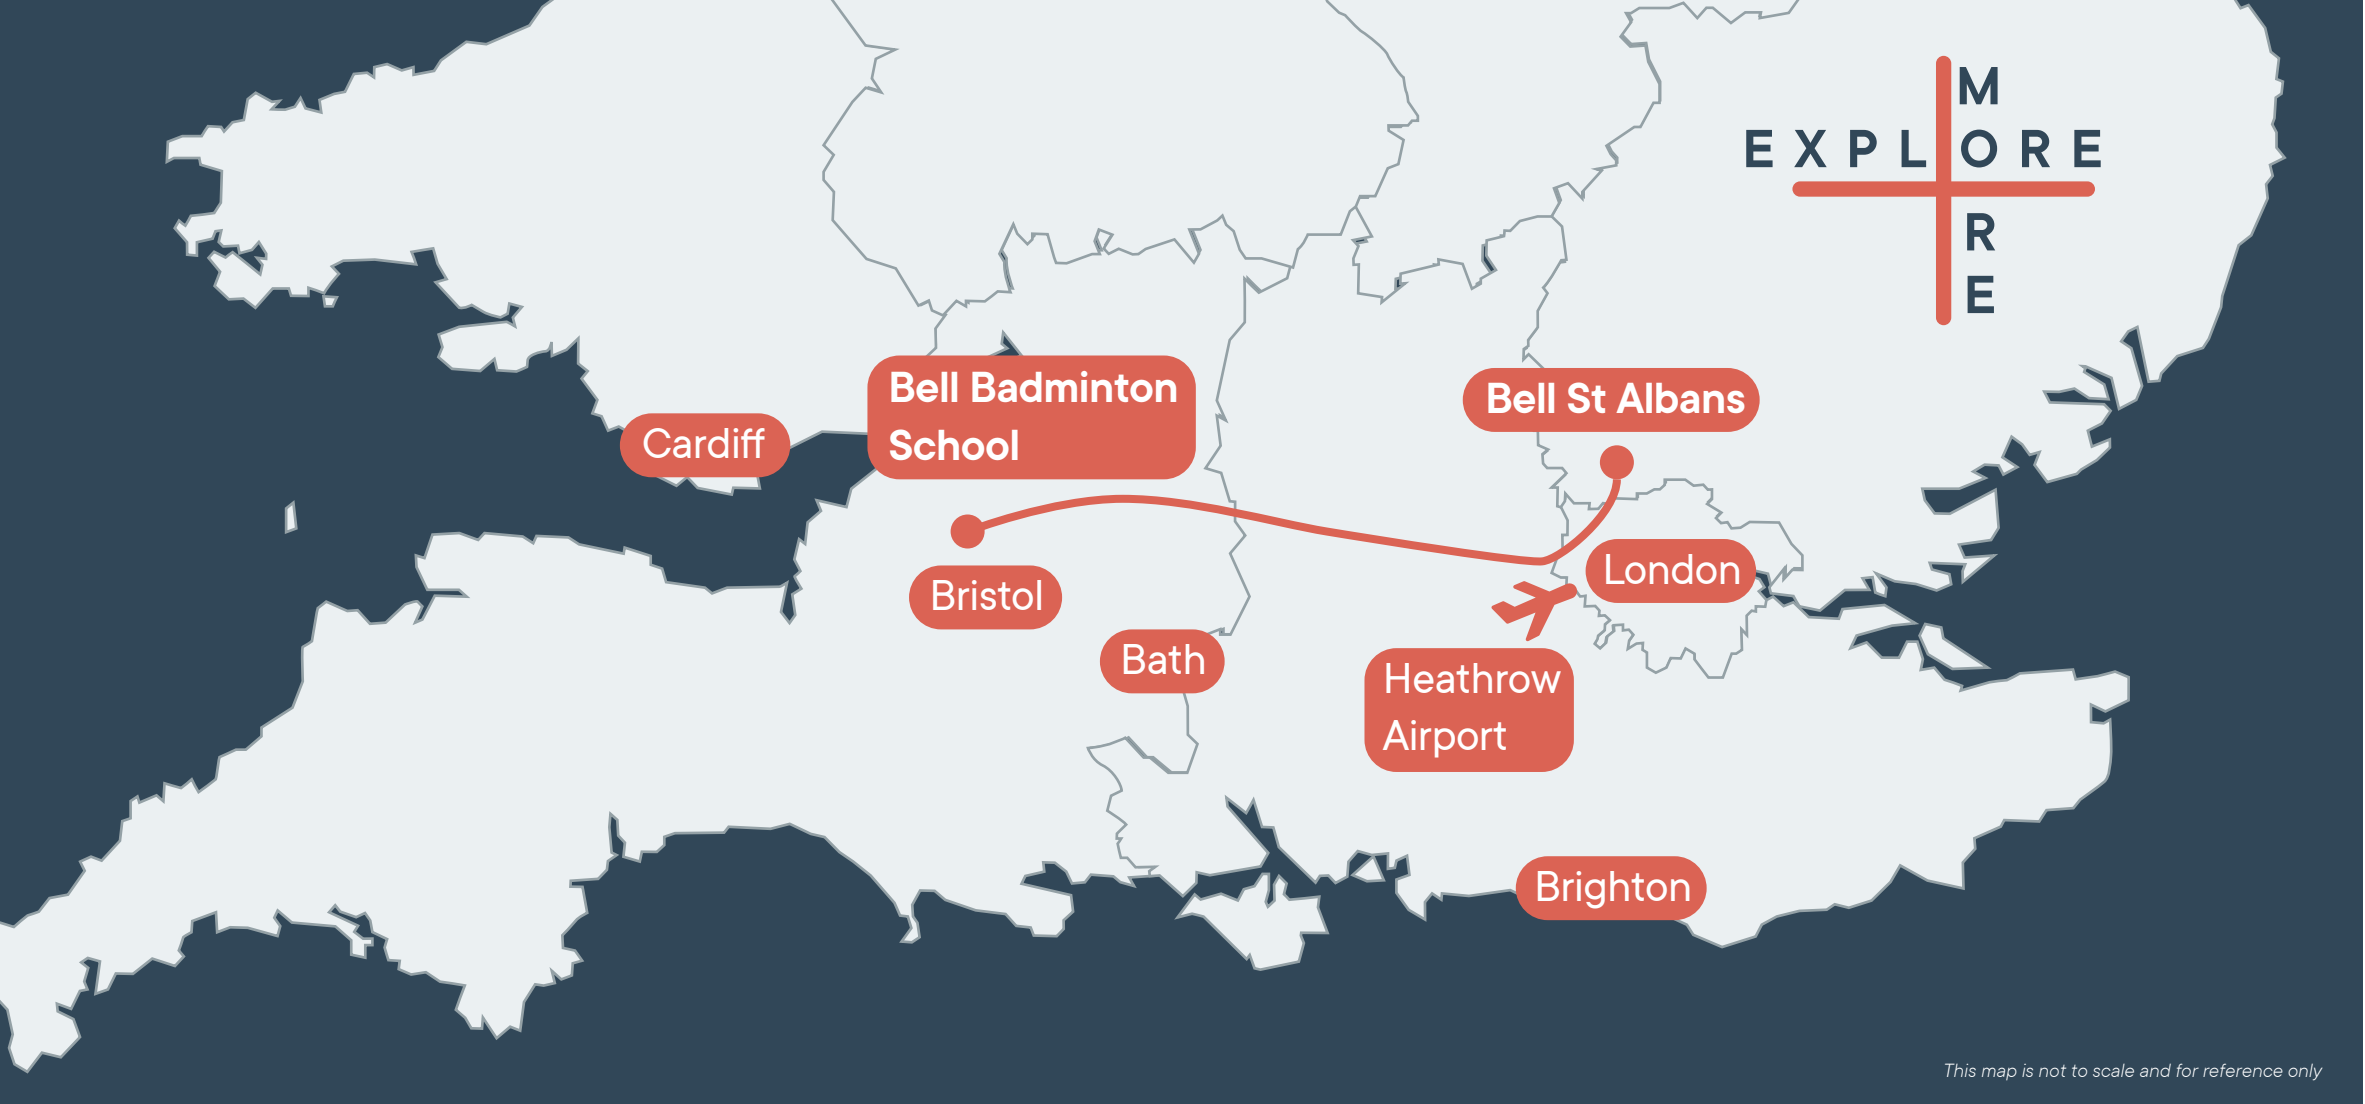 M
EXPLORE
R
E
Bell Badminton
School
Bell St Albans
Cardiff
London
Bristol
Bath
Heathrow
Airport
Brighton
This map is not to scale and for reference only